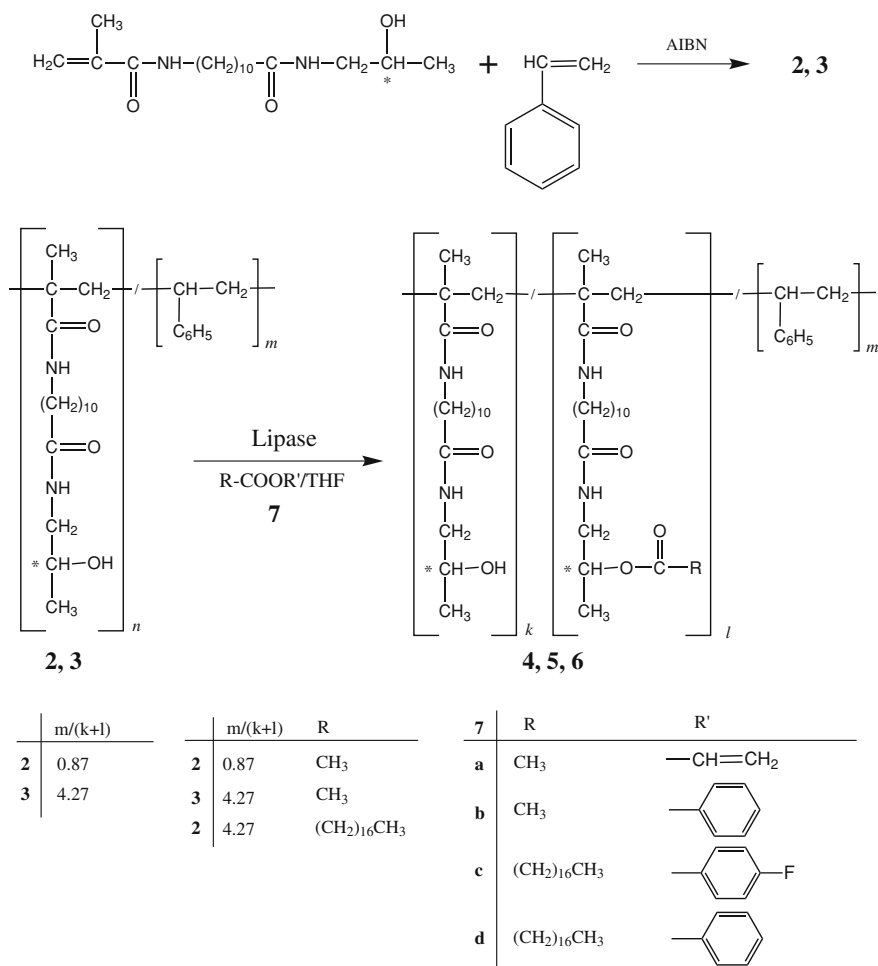 CH₃
H₂C=C–C–NH–(CH₂)₁₀–C–NH–CH₂–CH–CH₃
O
O
OH
*
+
CH=CH₂
AIBN
2, 3
CH₃
C–CH₂
C=O
NH
(CH₂)₁₀
C=O
NH
CH₂
* CH–OH
CH₃
n
/
CH–CH₂
C₆H₅
m
2, 3
Lipase
R-COOR'/THF
7
CH₃
C–CH₂
C=O
NH
(CH₂)₁₀
C=O
NH
CH₂
* CH–OH
CH₃
k
/
CH₃
C–CH₂
C=O
NH
(CH₂)₁₀
C=O
NH
CH₂
O
* CH–O–C–R
CH₃
l
/
CH–CH₂
C₆H₅
m
4, 5, 6
m/(k+l)
2 0.87
3 4.27
m/(k+l) R
2 0.87 CH₃
3 4.27 CH₃
2 4.27 (CH₂)₁₆CH₃
7 R R'
a CH₃ –CH=CH₂
b CH₃
c (CH₂)₁₆CH₃ F
d (CH₂)₁₆CH₃